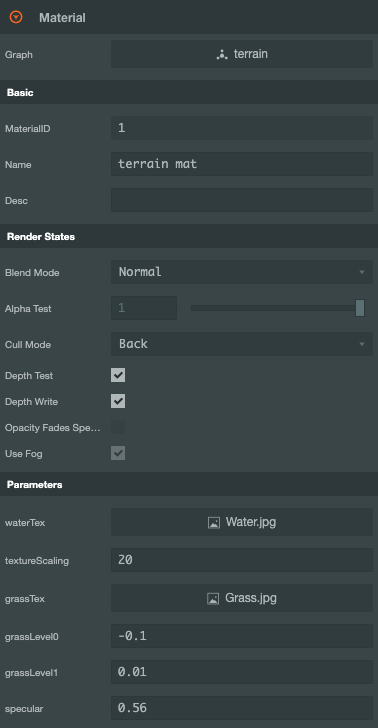 Material
Graph terrain
Basic
MaterialID 1
Name terrain mat
Desc
Render States
Blend Mode Normal
Alpha Test 1
Cull Mode Back
Depth Test
Depth Write
Opacity Fades Spe...
Use Fog
Parameters
waterTex Water.jpg
textureScaling 20
grassTex Grass.jpg
grassLevel0 -0.1
grassLevel1 0.01
specular 0.56